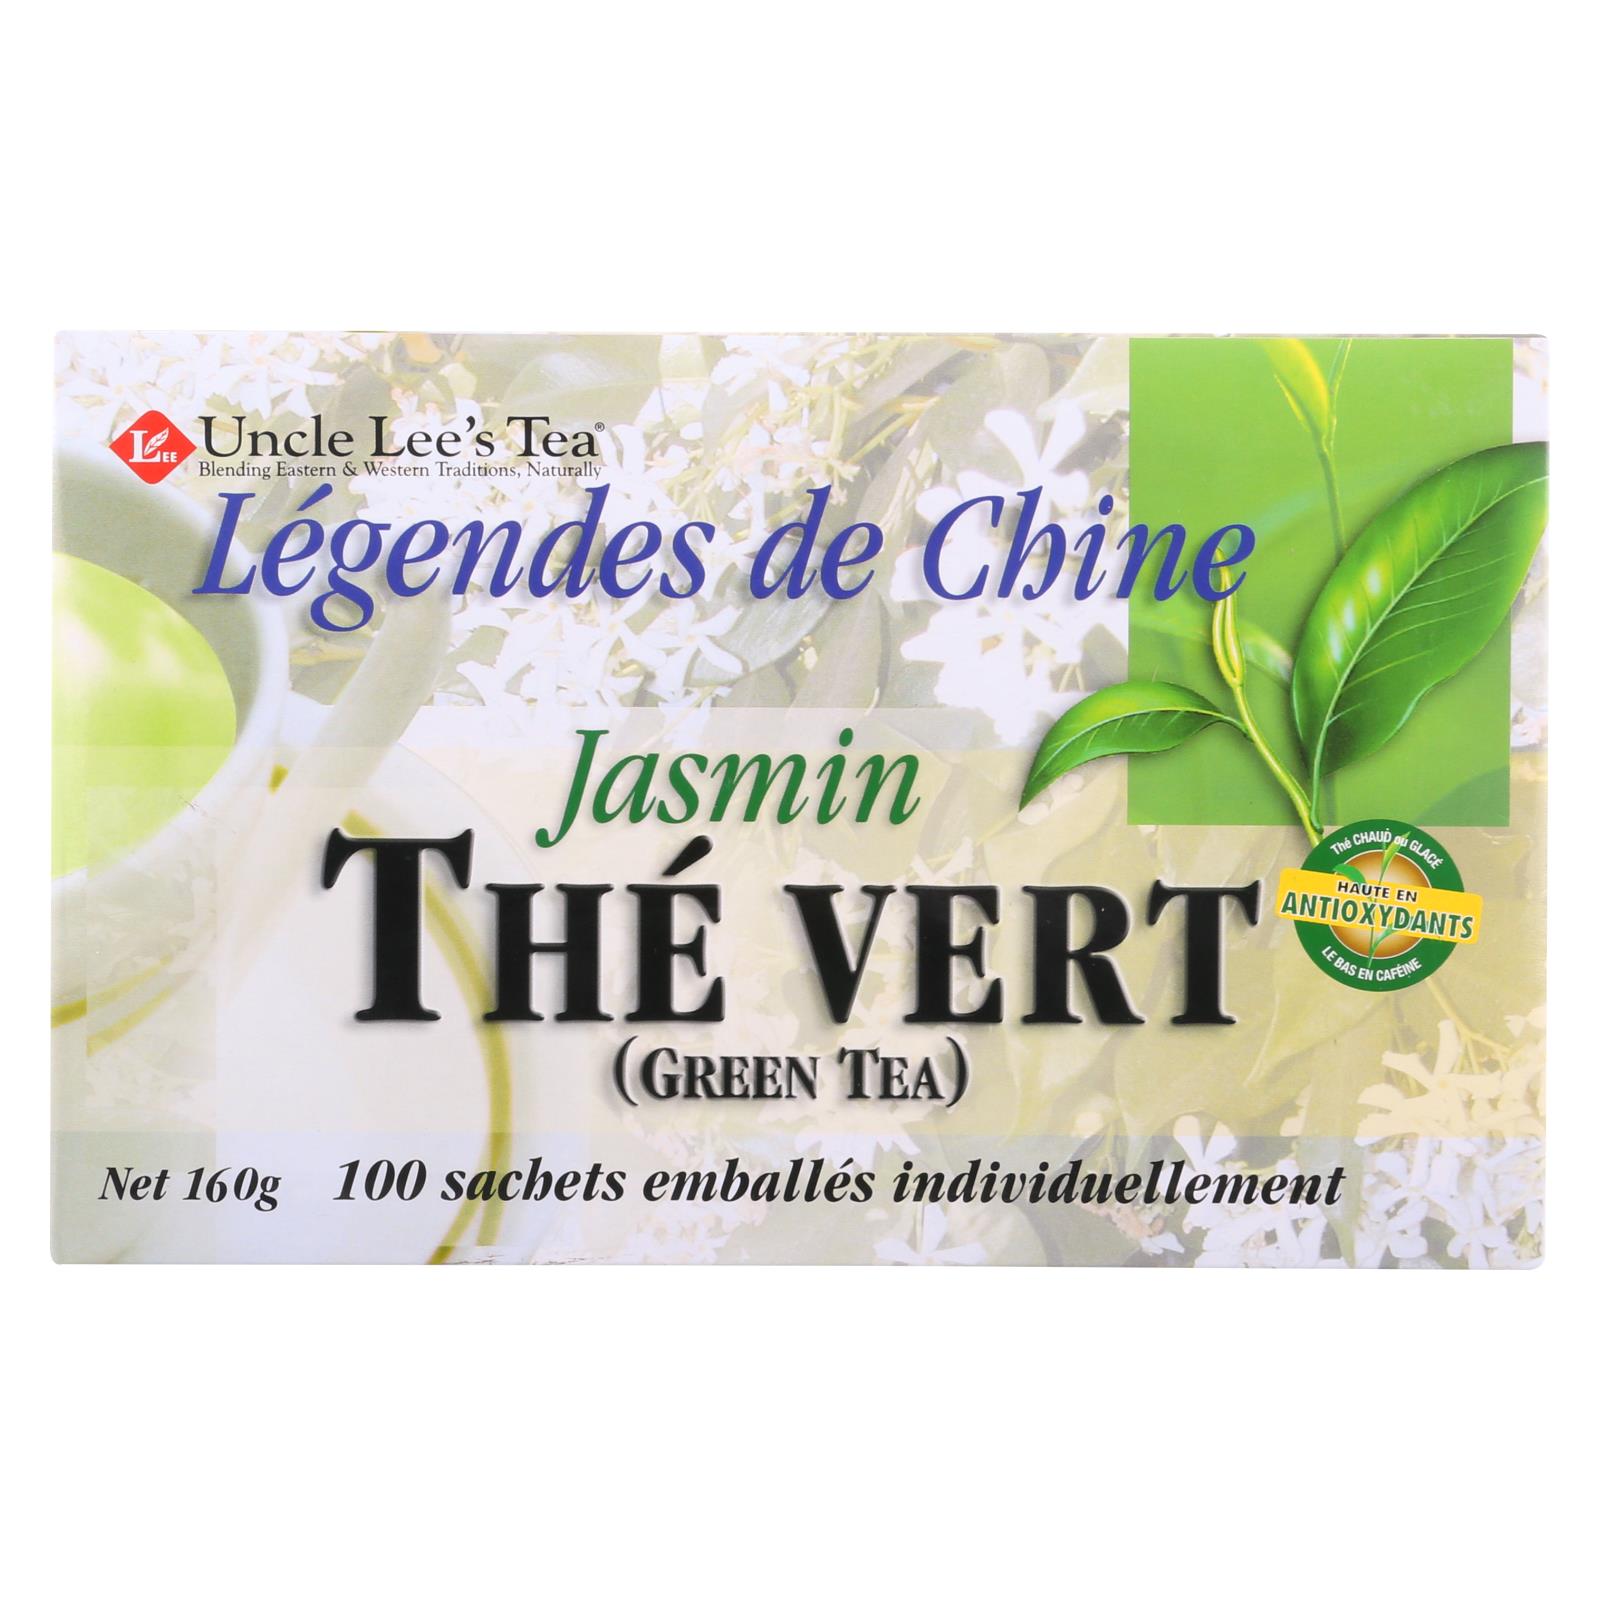 LEE
Uncle Lee's Tea®
Blending Eastern & Western Traditions, Naturally
Légendes de Chine
Jasmin
THÉ VERT
(GREEN TEA)
Thé CHAUD ou GLACÉ
HAUTE EN
ANTIOXYDANTS
LE BAS EN CAFÉINE
Net 160g 100 sachets emballés individuellement